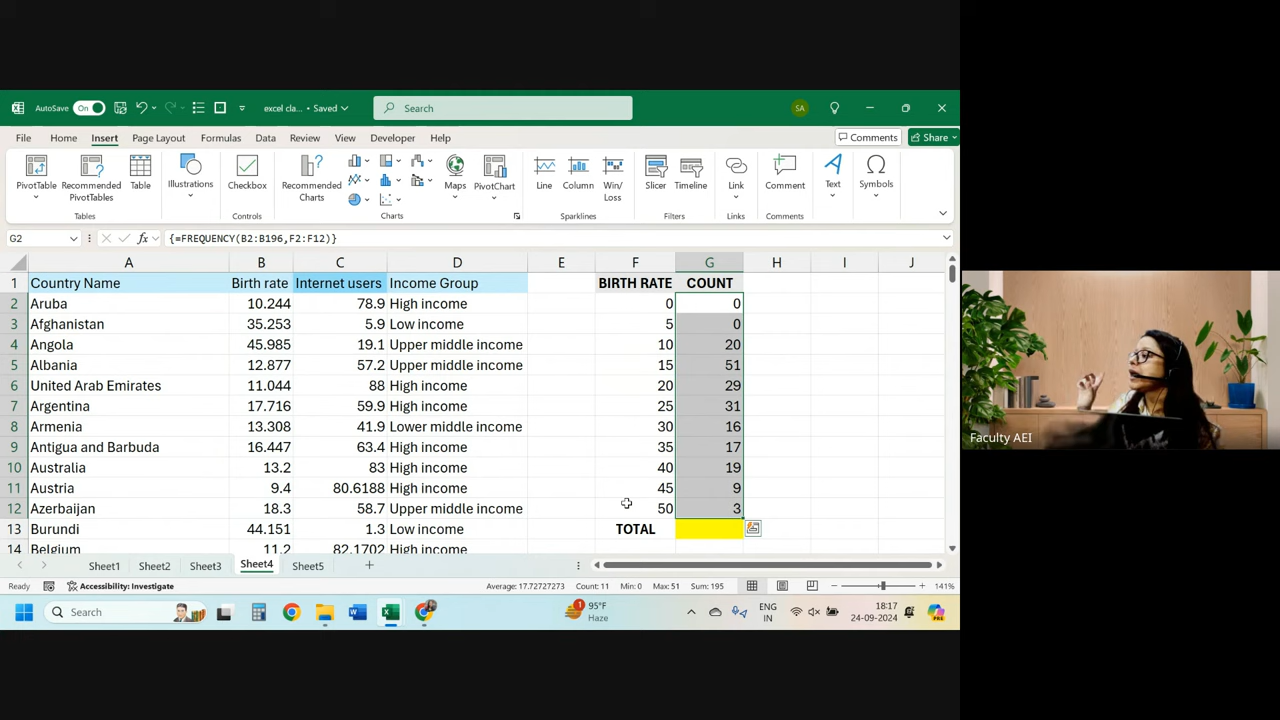 AutoSave On excel cla... • Saved Search SA
File Home Insert Page Layout Formulas Data Review View Developer Help Comments Share
PivotTable Recommended PivotTables Table Illustrations Checkbox Recommended Charts Maps PivotChart Line Column Win/Loss Slicer Timeline Link Comment Text Symbols
Tables Controls Charts Sparklines Filters Links Comments
G2 fx {=FREQUENCY(B2:B196,F2:F12)}
A B C D E F G H I J
1 Country Name Birth rate Internet users Income Group BIRTH RATE COUNT
2 Aruba 10.244 78.9 High income 0 0
3 Afghanistan 35.253 5.9 Low income 5 0
4 Angola 45.985 19.1 Upper middle income 10 20
5 Albania 12.877 57.2 Upper middle income 15 51
6 United Arab Emirates 11.044 88 High income 20 29
7 Argentina 17.716 59.9 High income 25 31
8 Armenia 13.308 41.9 Lower middle income 30 16
9 Antigua and Barbuda 16.447 63.4 High income 35 17
10 Australia 13.2 83 High income 40 19
11 Austria 9.4 80.6188 High income 45 9
12 Azerbaijan 18.3 58.7 Upper middle income 50 3
13 Burundi 44.151 1.3 Low income TOTAL
14 Belgium 11.2 82.1702 High income
Sheet1 Sheet2 Sheet3 Sheet4 Sheet5
Ready Accessibility: Investigate Average: 17.72727273 Count: 11 Min: 0 Max: 51 Sum: 195 141%
Search 1 95°F Haze ENG IN 18:17 24-09-2024 PRE
Faculty AEI